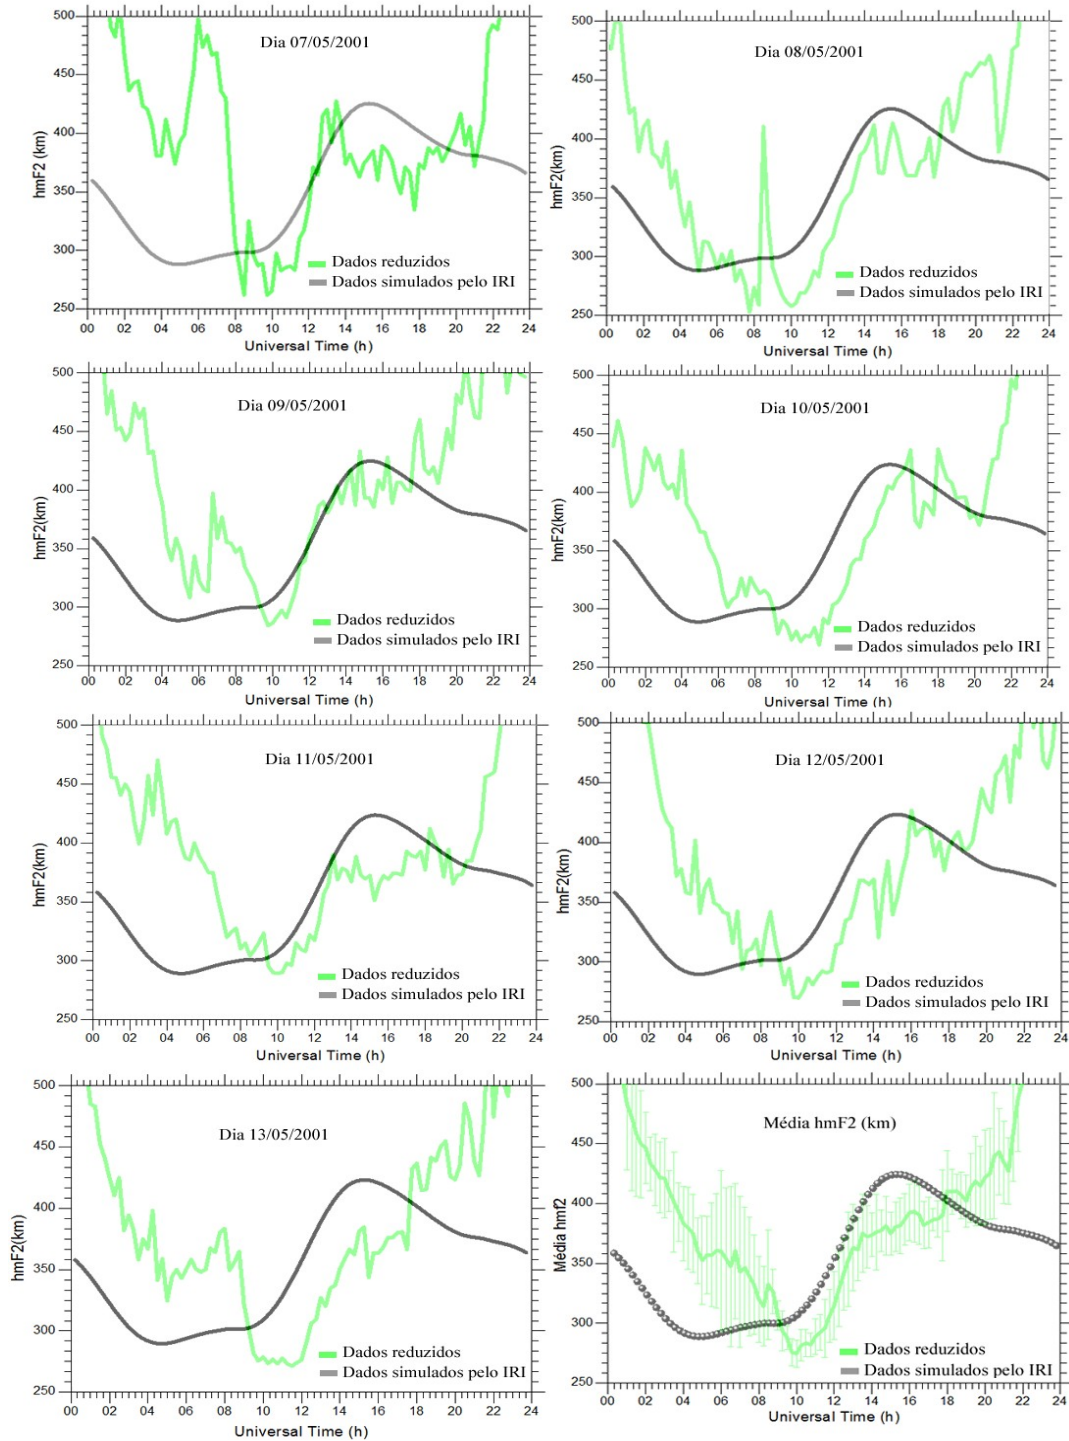 Dia 07/05/2001
hmF2 (km)
500
450
400
350
300
250
Dados reduzidos
Dados simulados pelo IRI
00 02 04 06 08 10 12 14 16 18 20 22 24
Universal Time (h)
Dia 08/05/2001
hmF2(km)
500
450
400
350
300
250
Dados reduzidos
Dados simulados pelo IRI
00 02 04 06 08 10 12 14 16 18 20 22 24
Universal Time (h)
Dia 09/05/2001
hmF2(km)
500
450
400
350
300
250
Dados reduzidos
Dados simulados pelo IRI
00 02 04 06 08 10 12 14 16 18 20 22 24
Universal Time (h)
Dia 10/05/2001
hmF2(km)
500
450
400
350
300
250
Dados reduzidos
Dados simulados pelo IRI
00 02 04 06 08 10 12 14 16 18 20 22 24
Universal Time (h)
Dia 11/05/2001
hmF2(km)
500
450
400
350
300
250
Dados reduzidos
Dados simulados pelo IRI
00 02 04 06 08 10 12 14 16 18 20 22 24
Universal Time (h)
Dia 12/05/2001
hmF2(km)
500
450
400
350
300
250
Dados reduzidos
Dados simulados pelo IRI
00 02 04 06 08 10 12 14 16 18 20 22 24
Universal Time (h)
Dia 13/05/2001
hmF2(km)
500
450
400
350
300
250
Dados reduzidos
Dados simulados pelo IRI
00 02 04 06 08 10 12 14 16 18 20 22 24
Universal Time (h)
Média hmF2 (km)
Média hmf2
500
450
400
350
300
250
Dados reduzidos
Dados simulados pelo IRI
00 02 04 06 08 10 12 14 16 18 20 22 24
Universal Time (h)